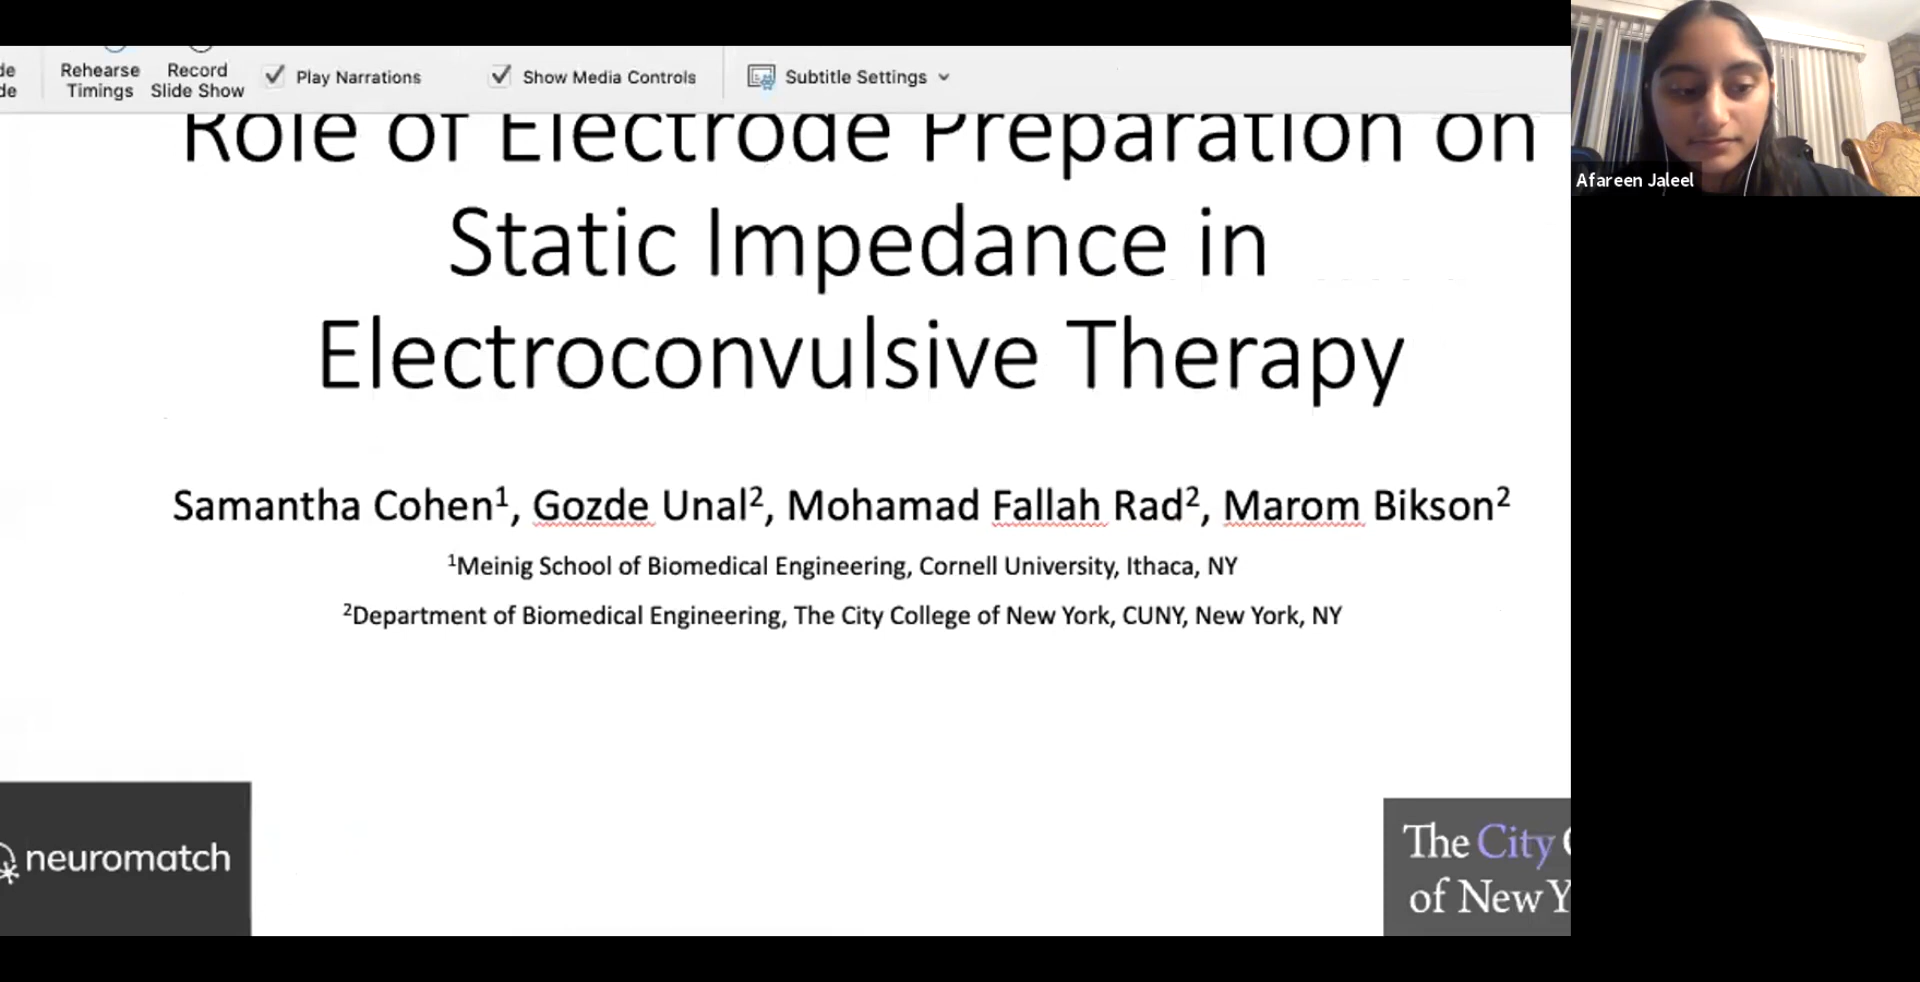 de
de
Rehearse
Timings
Record
Slide Show
Play Narrations
Show Media Controls
Subtitle Settings
Afareen Jaleel
Role of Electrode Preparation on
Static Impedance in
Electroconvulsive Therapy
Samantha Cohen¹, Gozde Unal², Mohamad Fallah Rad², Marom Bikson²
¹Meinig School of Biomedical Engineering, Cornell University, Ithaca, NY
²Department of Biomedical Engineering, The City College of New York, CUNY, New York, NY
neuromatch
The City
of New Y